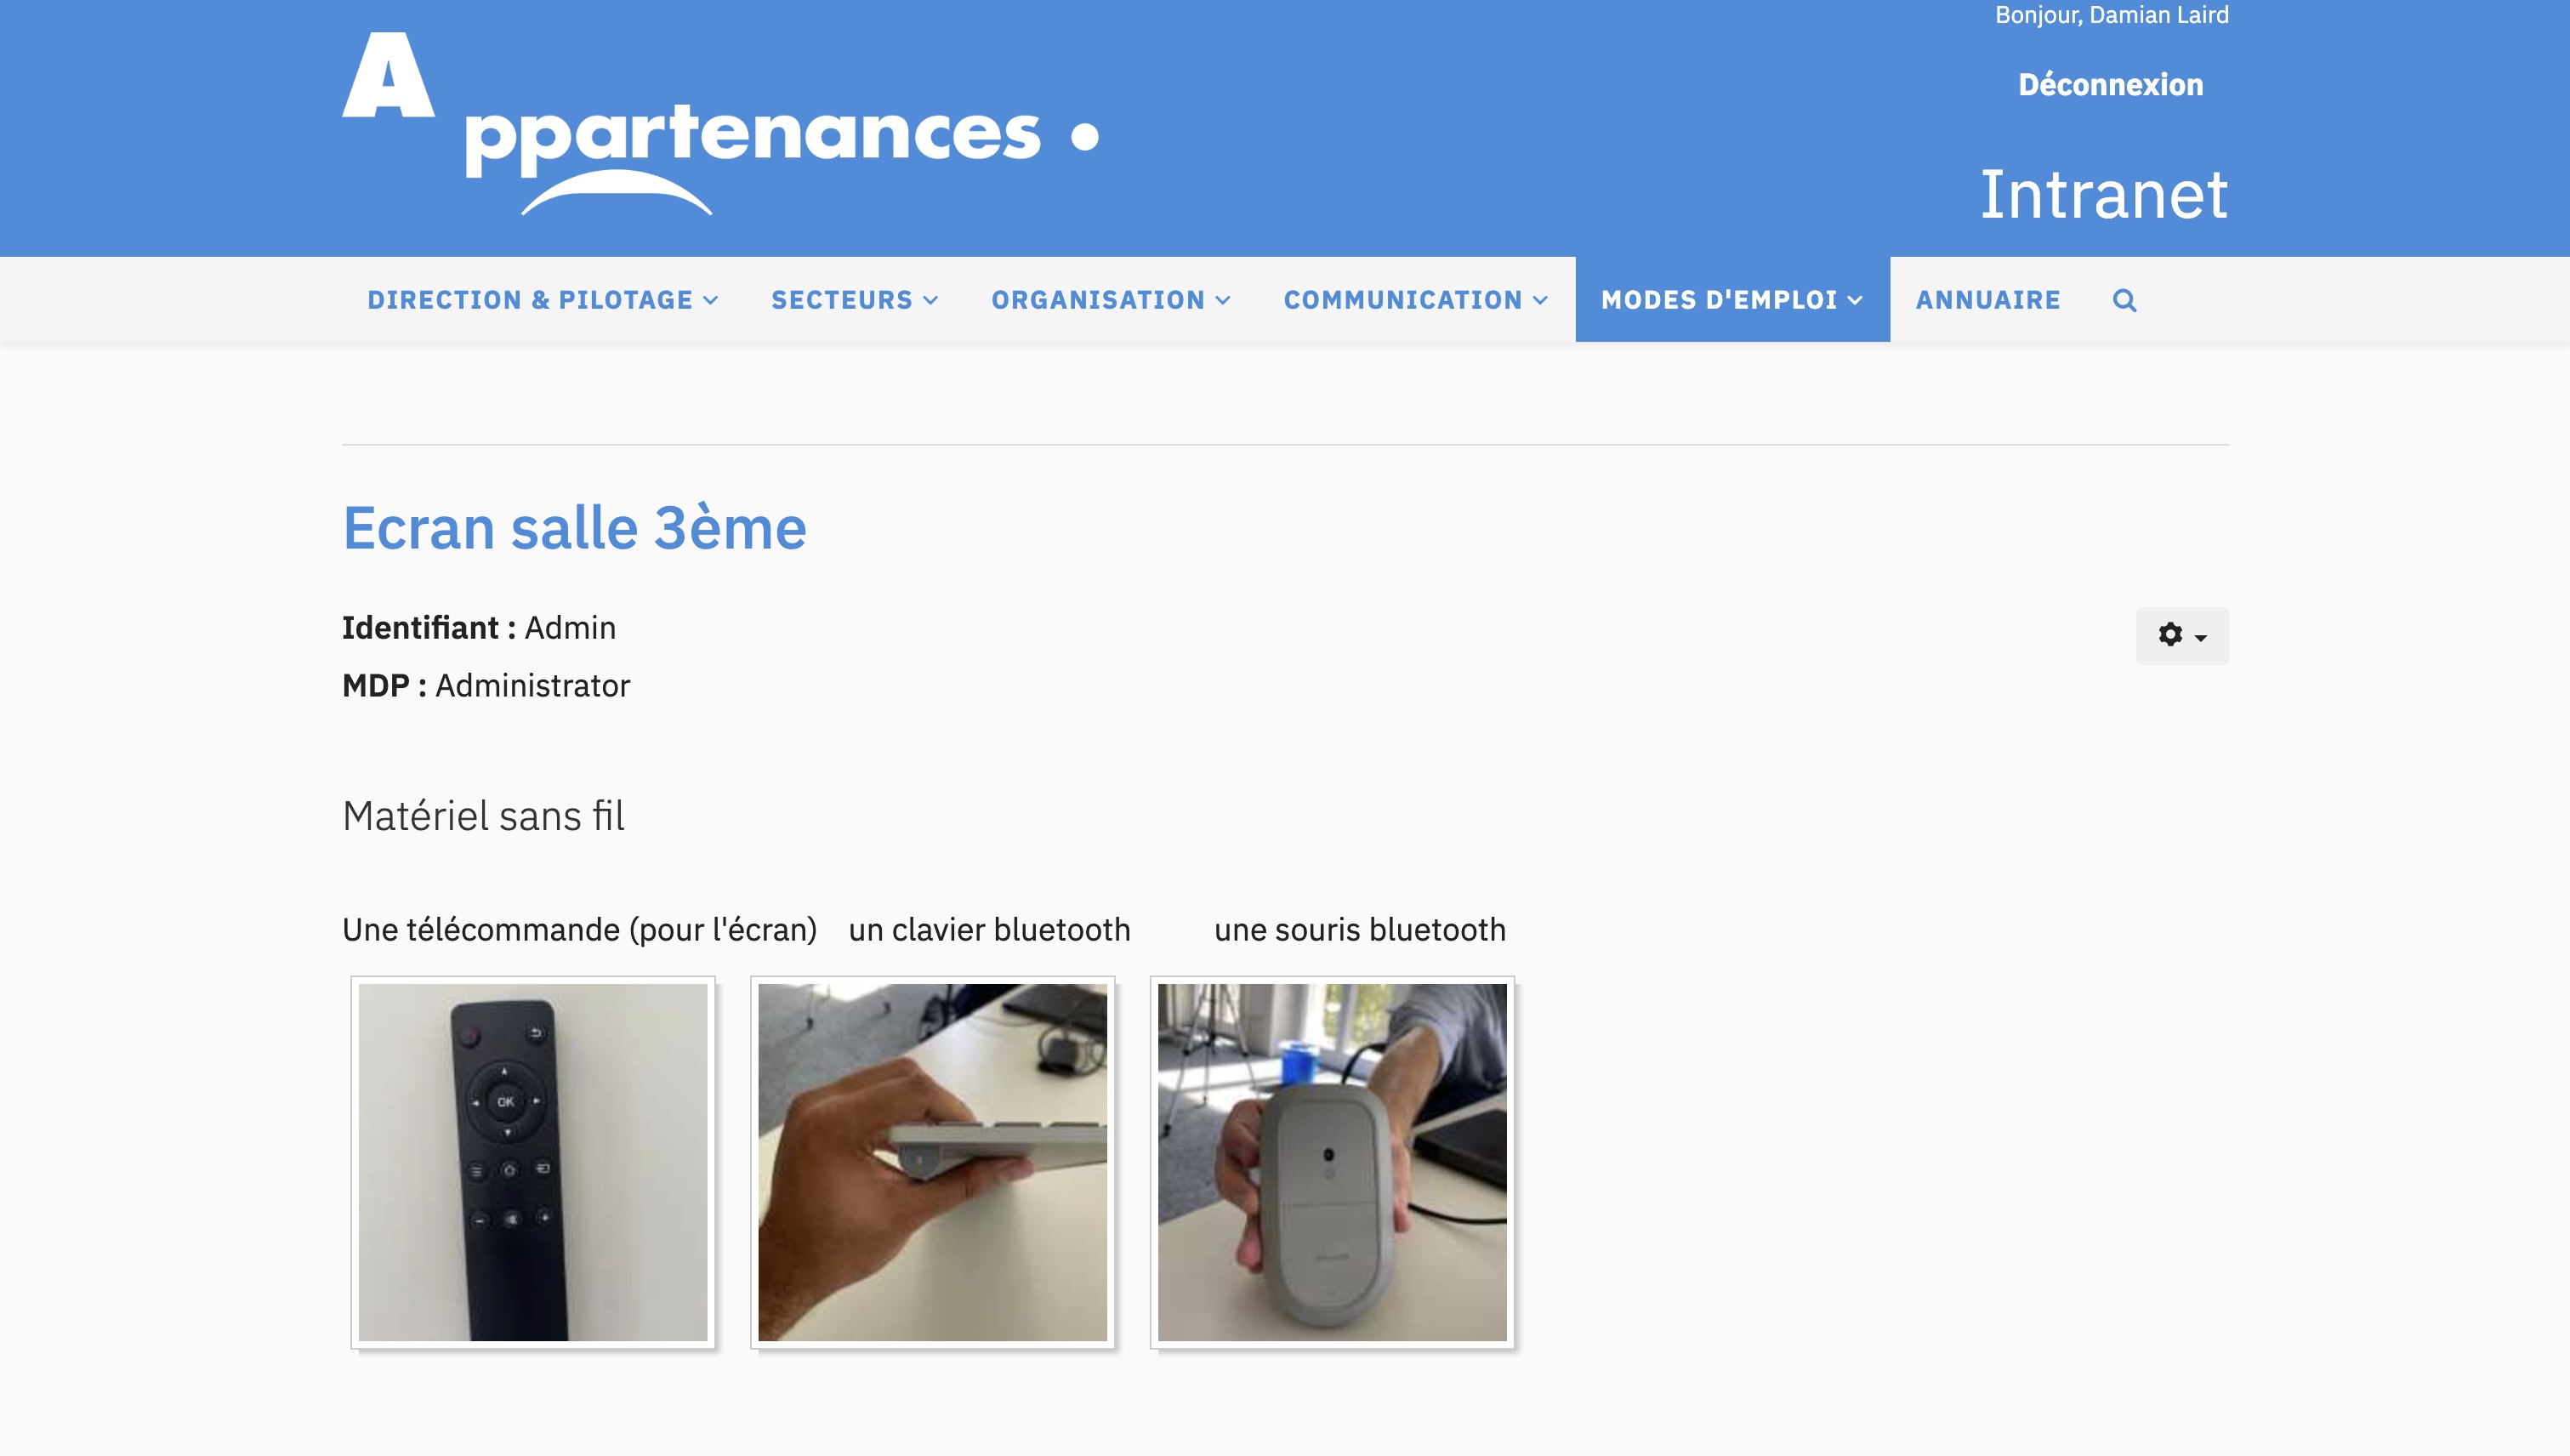 Bonjour, Damian Laird
Déconnexion
Appartenances •
Intranet
DIRECTION & PILOTAGE SECTEURS ORGANISATION COMMUNICATION MODES D'EMPLOI ANNUAIRE
Ecran salle 3ème
Identifiant : Admin
MDP : Administrator
Matériel sans fil
Une télécommande (pour l'écran) un clavier bluetooth une souris bluetooth
OK